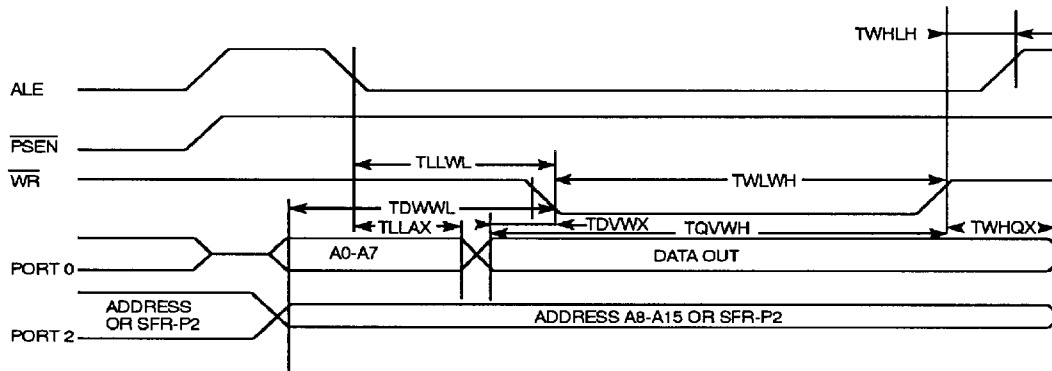 TWHLH
ALE
PSEN
TLLWL
WR
TWLWH
TDWWL
TLLAX
TDVWX
TQVWH
TWHQX
PORT 0
A0-A7
DATA OUT
ADDRESS
OR SFR-P2
PORT 2
ADDRESS A8-A15 OR SFR-P2